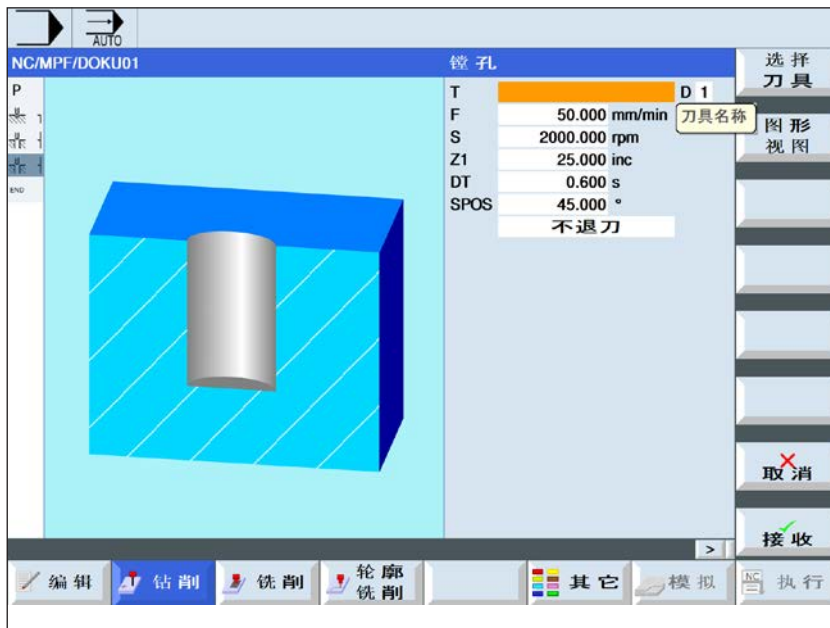 AUTO
NC/MPF/DOKU01
镗孔
P
END
T D 1
F 50.000 mm/min
S 2000.000 rpm
Z1 25.000 inc
DT 0.600 s
SPOS 45.000 °
不退刀
刀具名称
选择
刀具
图形
视图
取消
接收
>
编辑
钻削
铣削
轮廓
铣削
其它
模拟
NC
执行